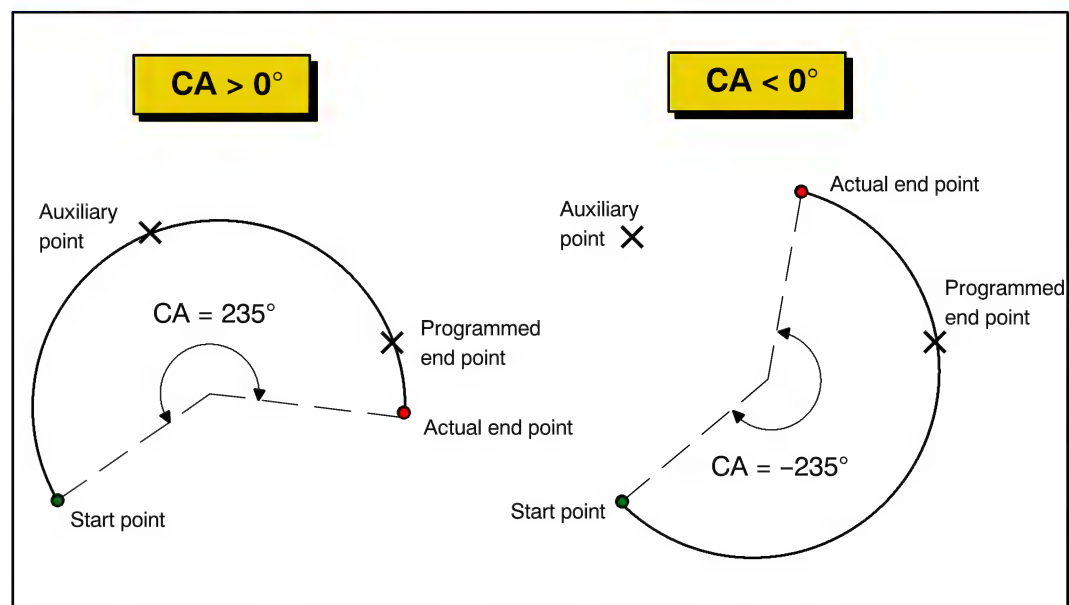 CA > 0°
CA < 0°
Auxiliary
point
CA = 235°
Programmed
end point
Actual end point
Start point
Actual end point
Auxiliary
point
Programmed
end point
CA = −235°
Start point